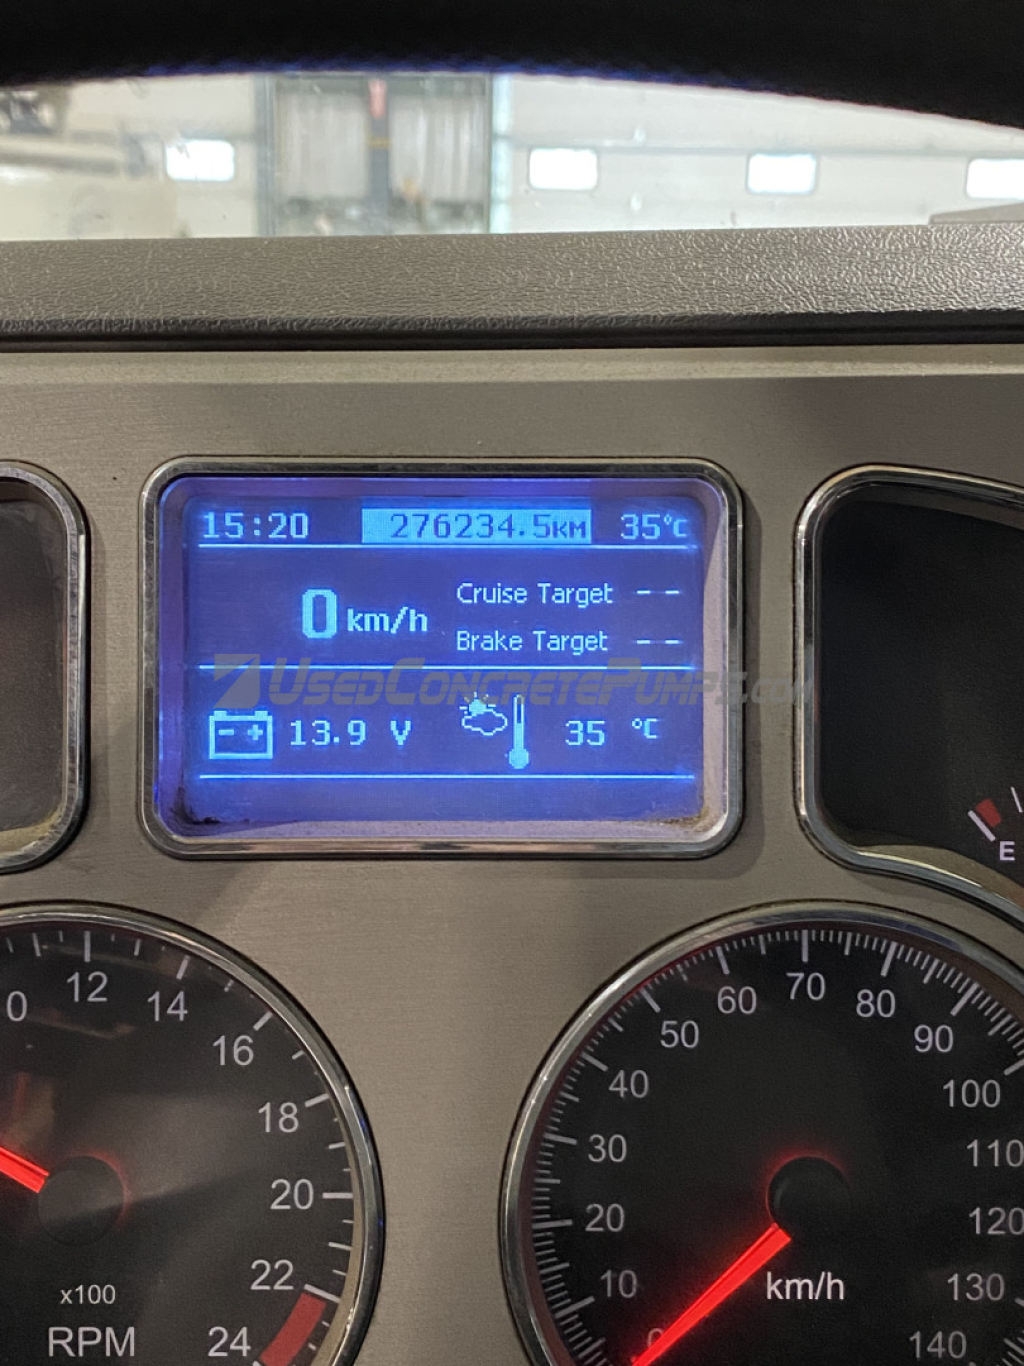 15:20 276234.5KM 35°C
0 km/h
Cruise Target --
Brake Target --
USEDCONCRETEPUMPS.COM
13.9 V 35 °C
E
0 12 14 16 18 20 22 24
x100
RPM
0 10 20 30 40 50 60 70 80 90 100 110 120 130 140
km/h